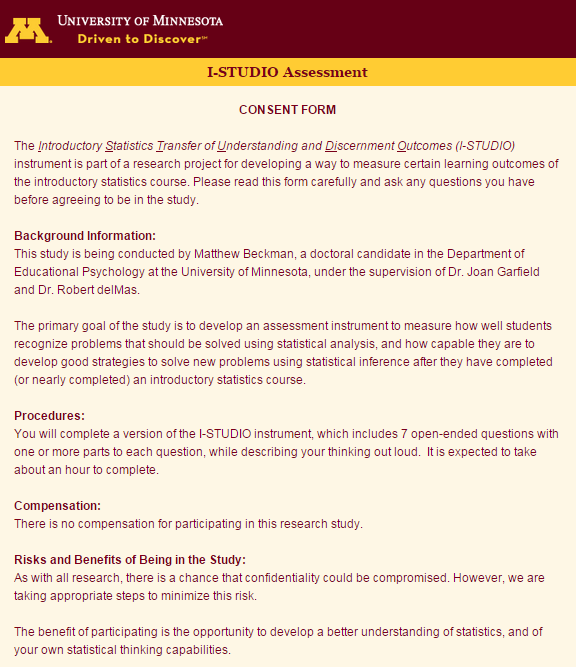 UNIVERSITY OF MINNESOTA
Driven to Discover℠
I-STUDIO Assessment
CONSENT FORM
The Introductory Statistics Transfer of Understanding and Discernment Outcomes (I-STUDIO)
instrument is part of a research project for developing a way to measure certain learning outcomes of
the introductory statistics course. Please read this form carefully and ask any questions you have
before agreeing to be in the study.
Background Information:
This study is being conducted by Matthew Beckman, a doctoral candidate in the Department of
Educational Psychology at the University of Minnesota, under the supervision of Dr. Joan Garfield
and Dr. Robert delMas.
The primary goal of the study is to develop an assessment instrument to measure how well students
recognize problems that should be solved using statistical analysis, and how capable they are to
develop good strategies to solve new problems using statistical inference after they have completed
(or nearly completed) an introductory statistics course.
Procedures:
You will complete a version of the I-STUDIO instrument, which includes 7 open-ended questions with
one or more parts to each question, while describing your thinking out loud.  It is expected to take
about an hour to complete.
Compensation:
There is no compensation for participating in this research study.
Risks and Benefits of Being in the Study:
As with all research, there is a chance that confidentiality could be compromised. However, we are
taking appropriate steps to minimize this risk.
The benefit of participating is the opportunity to develop a better understanding of statistics, and of
your own statistical thinking capabilities.